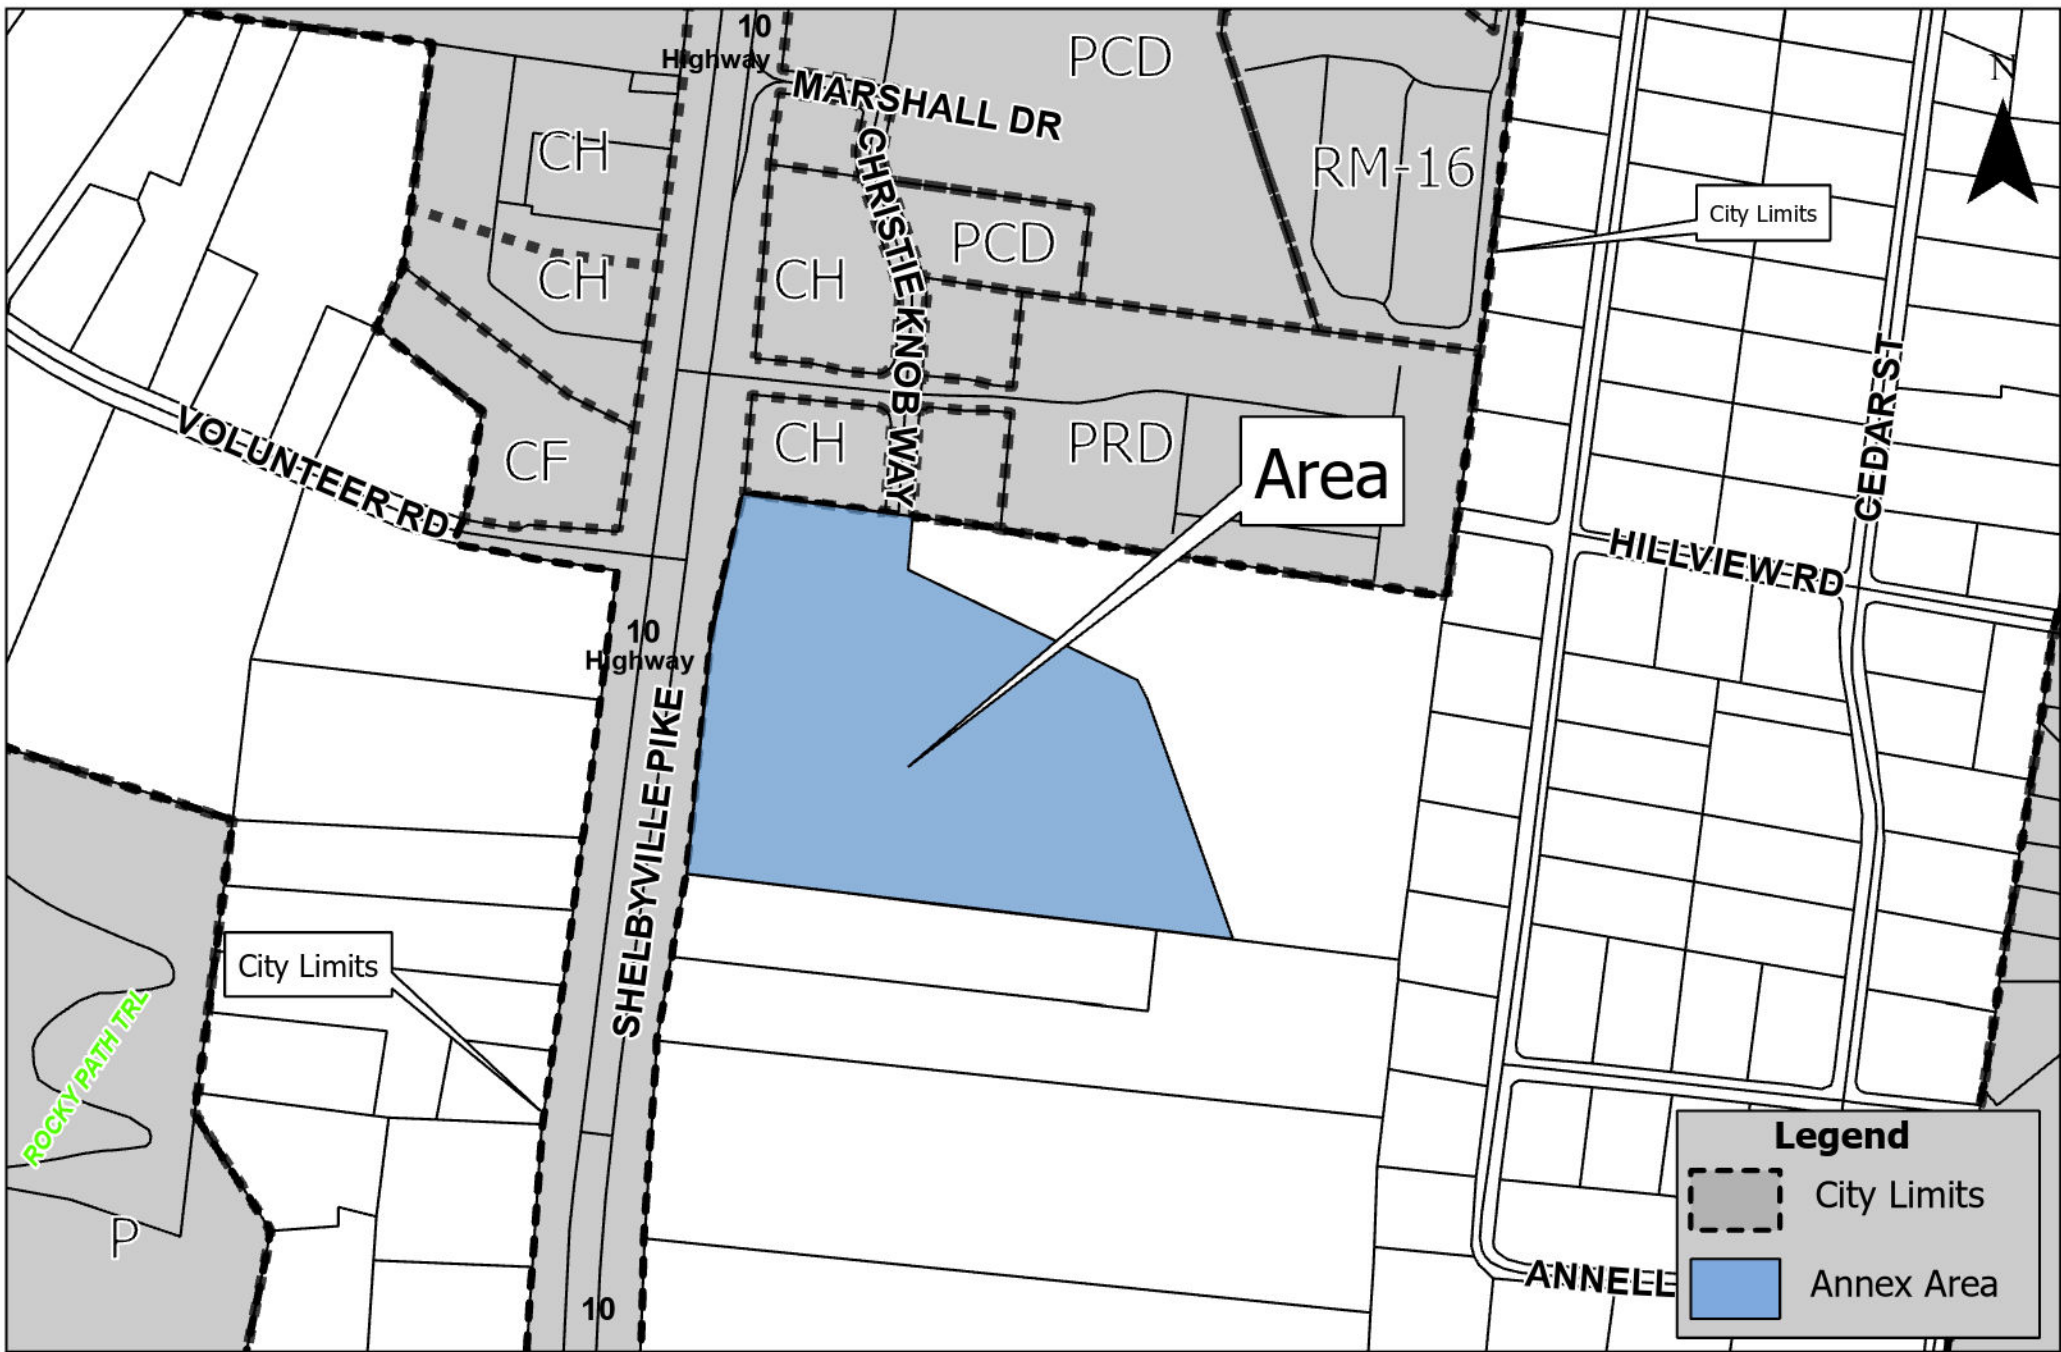 10
Highway
PCD
N
MARSHALL DR
CH
RM-16
CHRISTIE KNOB WAY
City Limits
PCD
CH
CH
CEDAR ST
VOLUNTEER RD
CF
CH
PRD
Area
HILLVIEW RD
10
Highway
SHELBYVILLE PIKE
City Limits
ROCKY PATH TRL
P
10
ANNELL
Legend
City Limits
Annex Area